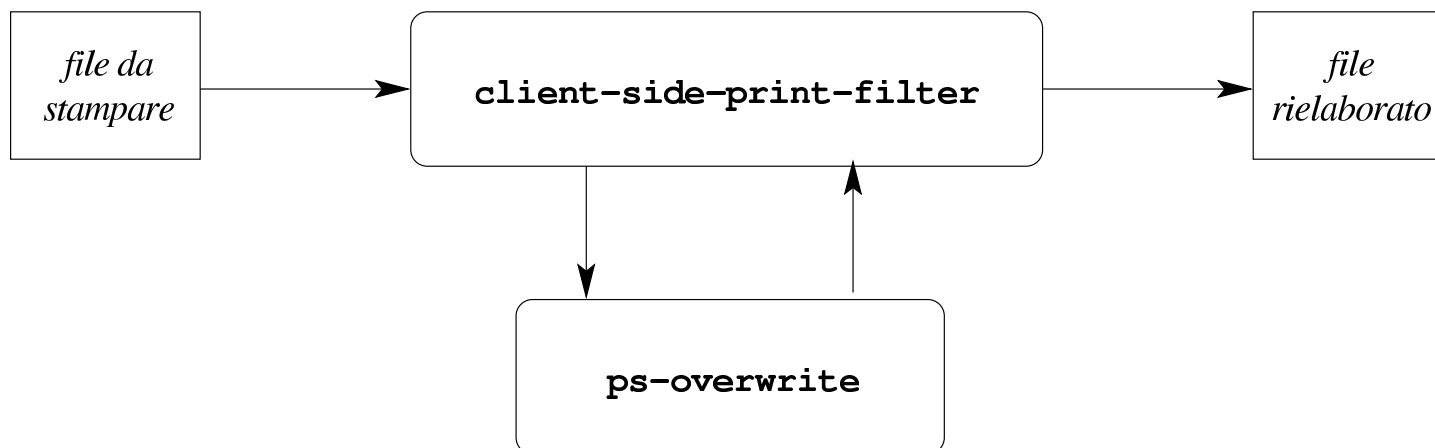 file da
stampare
client-side-print-filter
file
rielaborato
ps-overwrite